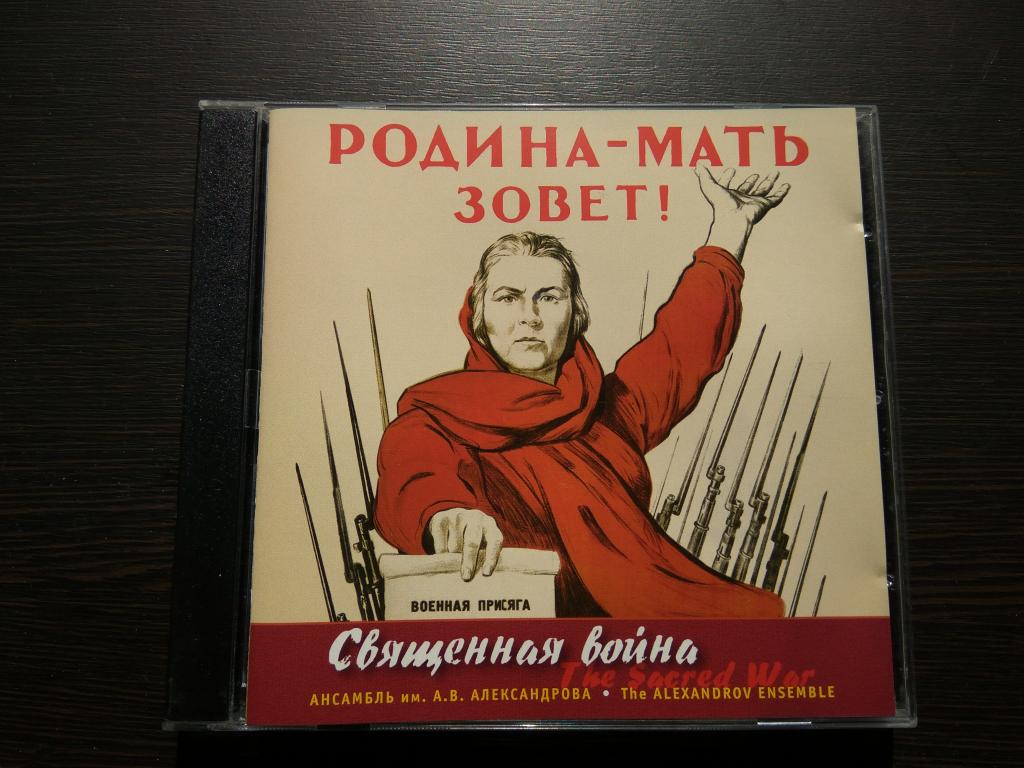 РОДИНА-МАТЬ
ЗОВЕТ!
ВОЕННАЯ ПРИСЯГА
Священная война
The Sacred War
АНСАМБЛЬ им. А.В. АЛЕКСАНДРОВА • The ALEXANDROV ENSEMBLE